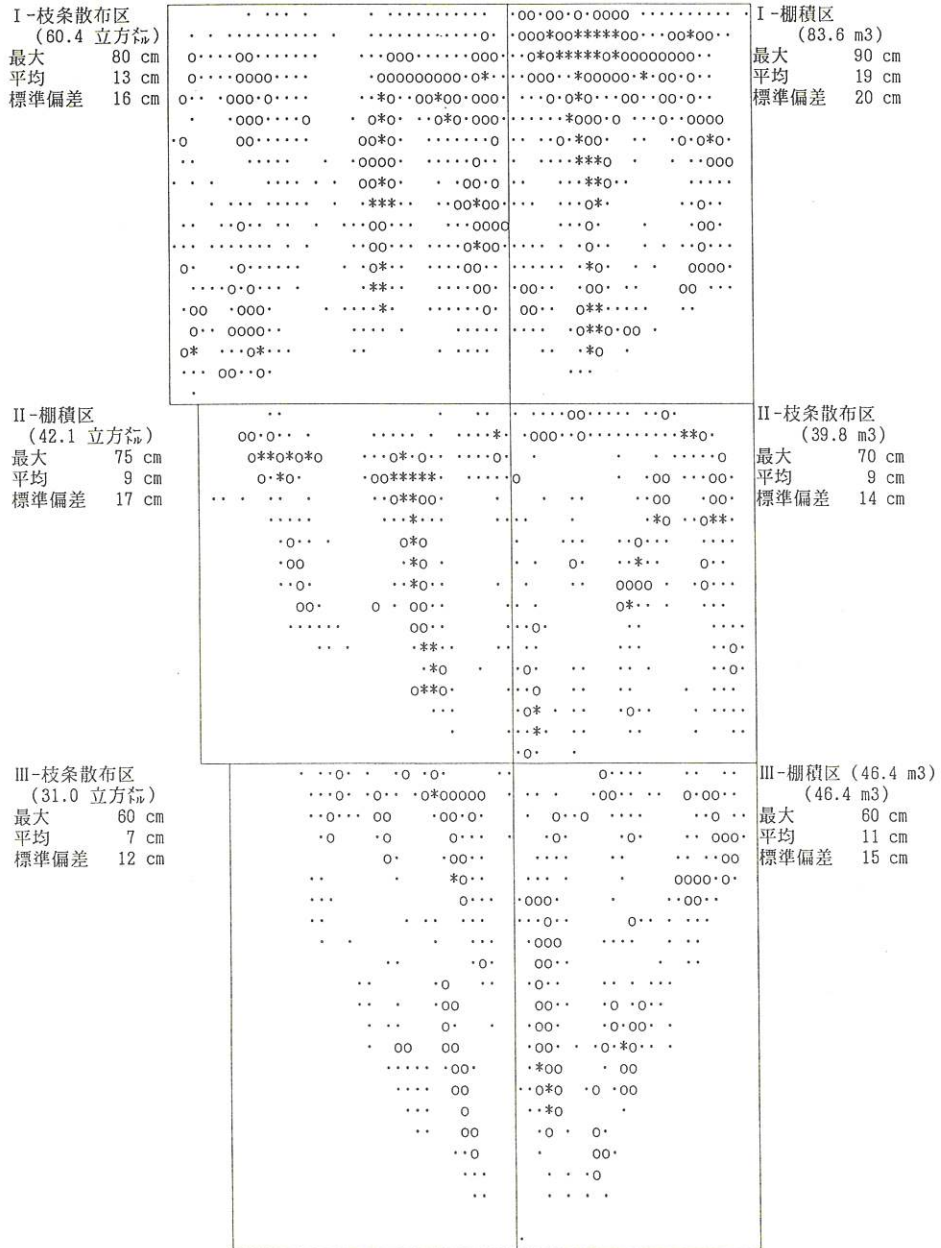 I-枝条散布区
(60.4 立方㍍)
最大 80 cm
平均 13 cm
標準偏差 16 cm
I-棚積区
(83.6 m3)
最大 90 cm
平均 19 cm
標準偏差 20 cm
II-棚積区
(42.1 立方㍍)
最大 75 cm
平均 9 cm
標準偏差 17 cm
II-枝条散布区
(39.8 m3)
最大 70 cm
平均 9 cm
標準偏差 14 cm
III-枝条散布区
(31.0 立方㍍)
最大 60 cm
平均 7 cm
標準偏差 12 cm
III-棚積区 (46.4 m3)
(46.4 m3)
最大 60 cm
平均 11 cm
標準偏差 15 cm